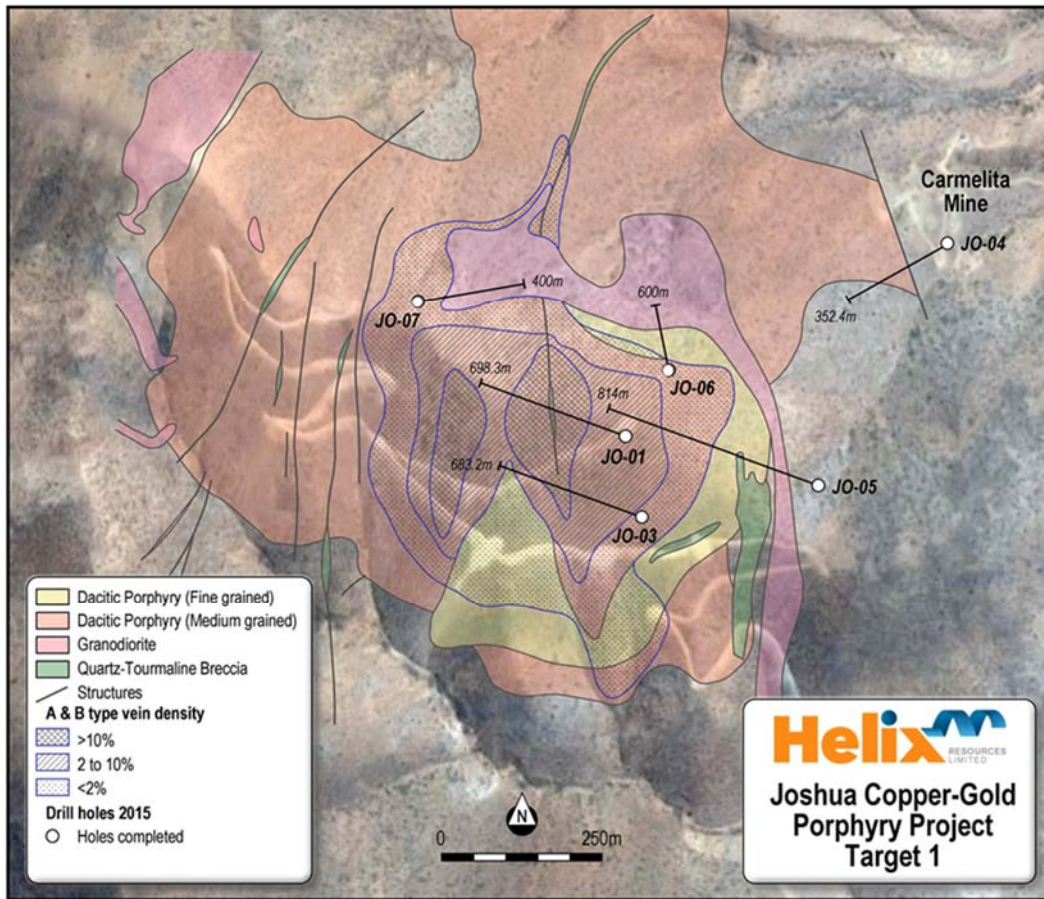 Carmelita
Mine
JO-04
352.4m
400m
600m
JO-07
JO-06
698.3m
814m
JO-01
683.2m
JO-05
JO-03
Dacitic Porphyry (Fine grained)
Dacitic Porphyry (Medium grained)
Granodiorite
Quartz-Tourmaline Breccia
Structures
A & B type vein density
>10%
2 to 10%
<2%
Drill holes 2015
Holes completed
N
0 250m
Helix
RESOURCES
LIMITED
Joshua Copper-Gold
Porphyry Project
Target 1